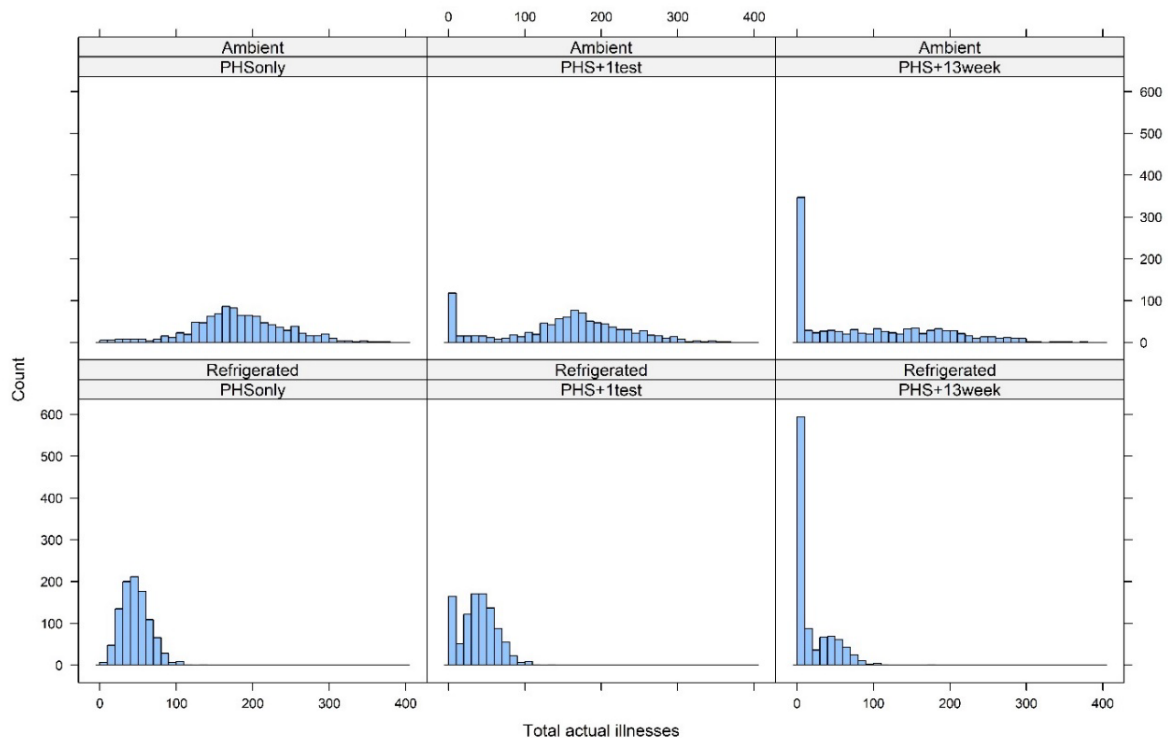 0 100 200 300 400
Ambient Ambient Ambient
PHSonly PHS+1test PHS+13week
600
500
400
300
200
100
0
Refrigerated Refrigerated Refrigerated
PHSonly PHS+1test PHS+13week
600
500
400
300
200
100
0
Count
0 100 200 300 400 0 100 200 300 400
Total actual illnesses